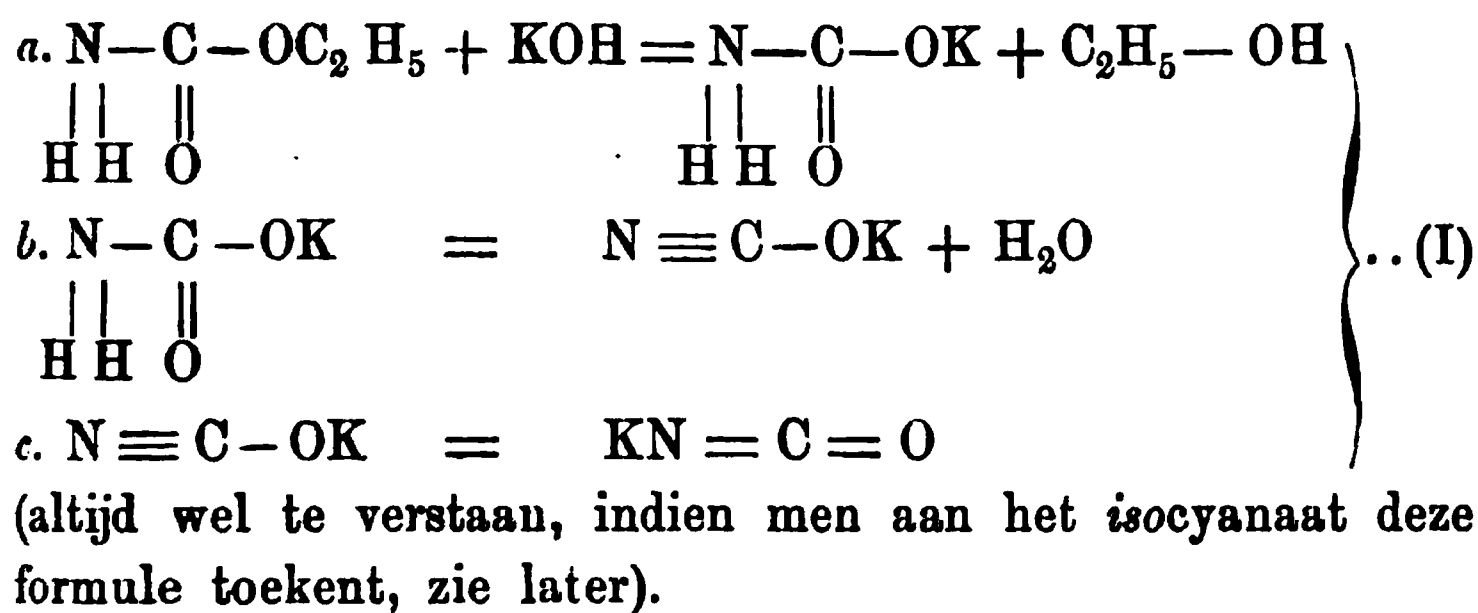 a. N—C—OC₂H₅ + KOH = N—C—OK + C₂H₅—OH
|| || || ||
H H O H H O
b. N—C—OK = N≡C—OK + H₂O .. (I)
|| ||
H H O
c. N≡C—OK = KN=C=O
(altijd wel te verstaan, indien men aan het isocyanaat deze
formule toekent, zie later).